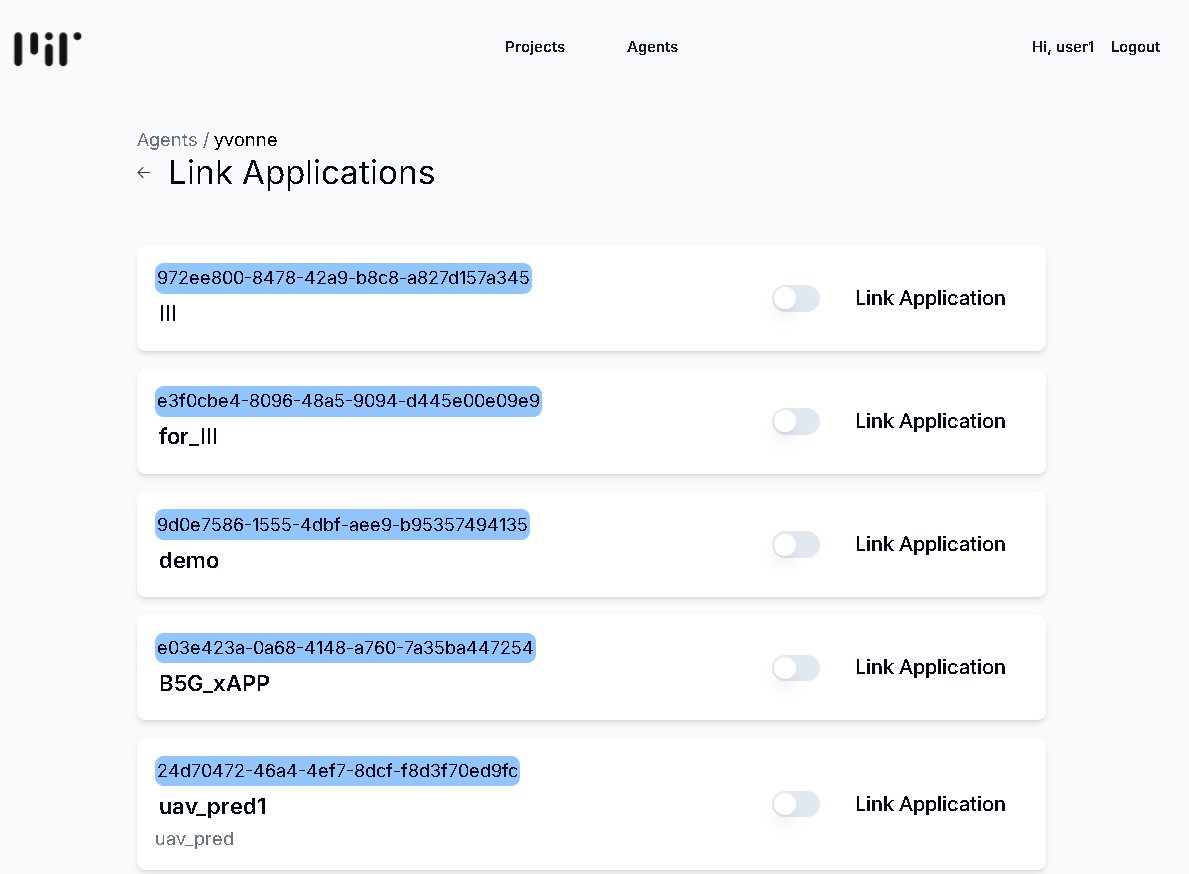 Projects Agents Hi, user1 Logout
Agents / yvonne
← Link Applications
972ee800-8478-42a9-b8c8-a827d157a345
III
Link Application
e3f0cbe4-8096-48a5-9094-d445e00e09e9
for_III
Link Application
9d0e7586-1555-4dbf-aee9-b95357494135
demo
Link Application
e03e423a-0a68-4148-a760-7a35ba447254
B5G_xAPP
Link Application
24d70472-46a4-4ef7-8dcf-f8d3f70ed9fc
uav_pred1
uav_pred
Link Application